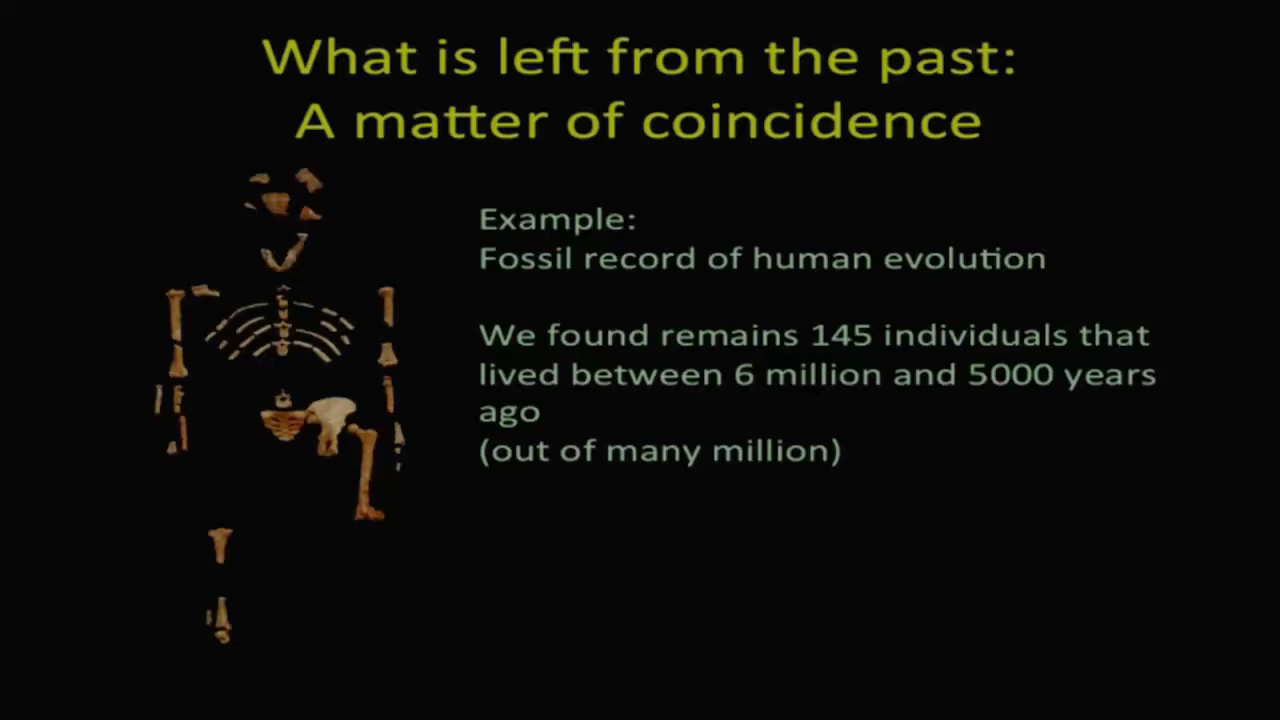 What is left from the past:
A matter of coincidence
Example:
Fossil record of human evolution
We found remains 145 individuals that
lived between 6 million and 5000 years
ago
(out of many million)